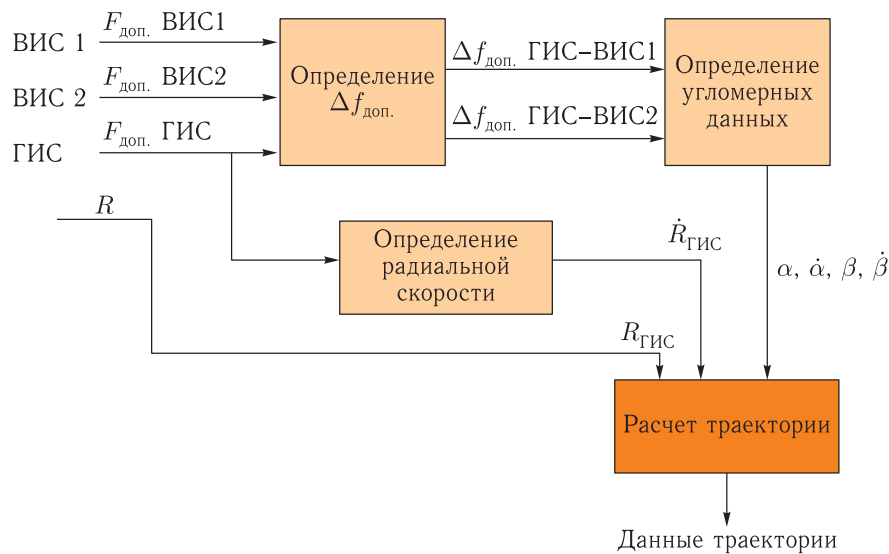 ВИС 1
F доп. ВИС1
ВИС 2
F доп. ВИС2
ГИС
F доп. ГИС
Определение
Δf доп.
Δf доп. ГИС–ВИС1
Δf доп. ГИС–ВИС2
Определение
угломерных
данных
R
Определение
радиальной
скорости
Ṙ ГИС
α, α̇, β, β̇
R ГИС
Расчет траектории
Данные траектории